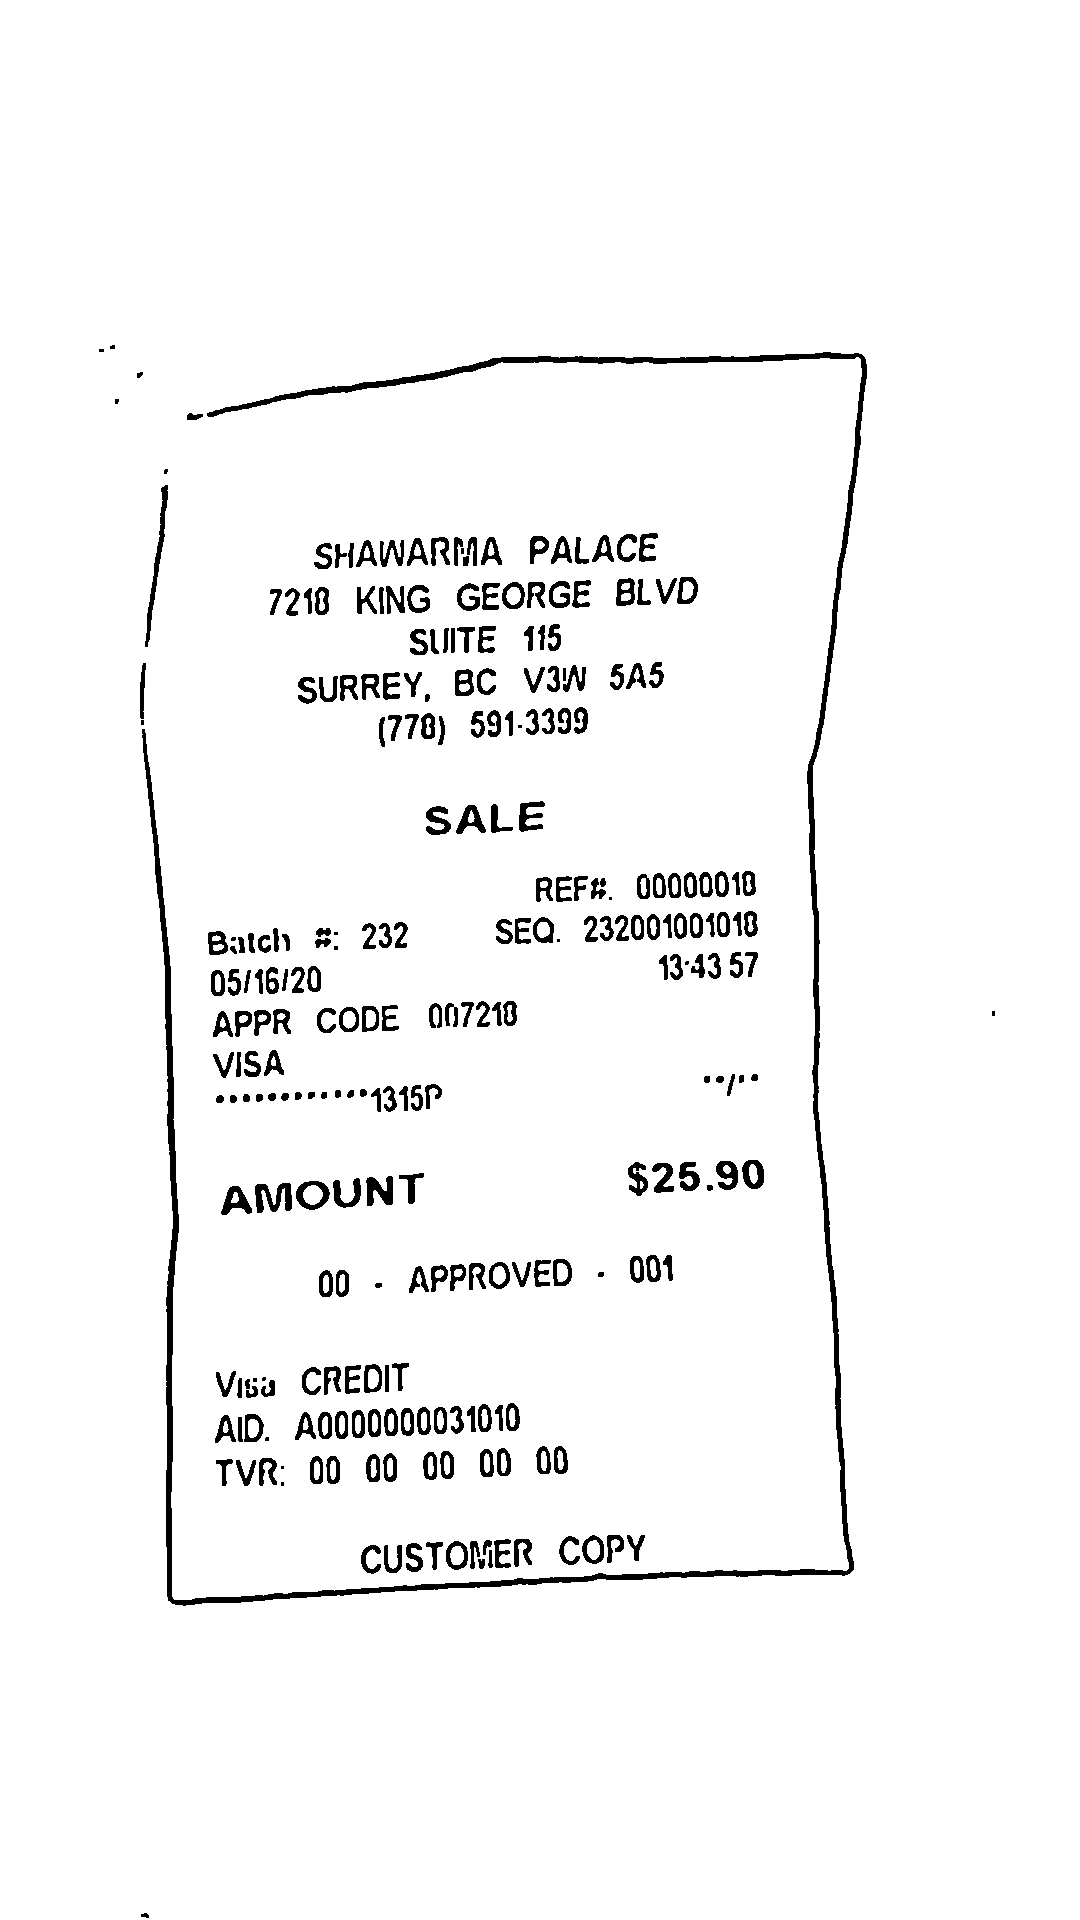 SHAWARMA PALACE
7218 KING GEORGE BLVD
SUITE 115
SURREY, BC V3W 5A5
(778) 591-3399
SALE
REF#: 00000018
Batch #: 232 SEQ: 232001001018
05/16/20 13:43:57
APPR CODE: 007218
VISA
************1315P **/**
AMOUNT $25.90
00 - APPROVED - 001
Visa CREDIT
AID: A0000000031010
TVR: 00 00 00 00 00
CUSTOMER COPY